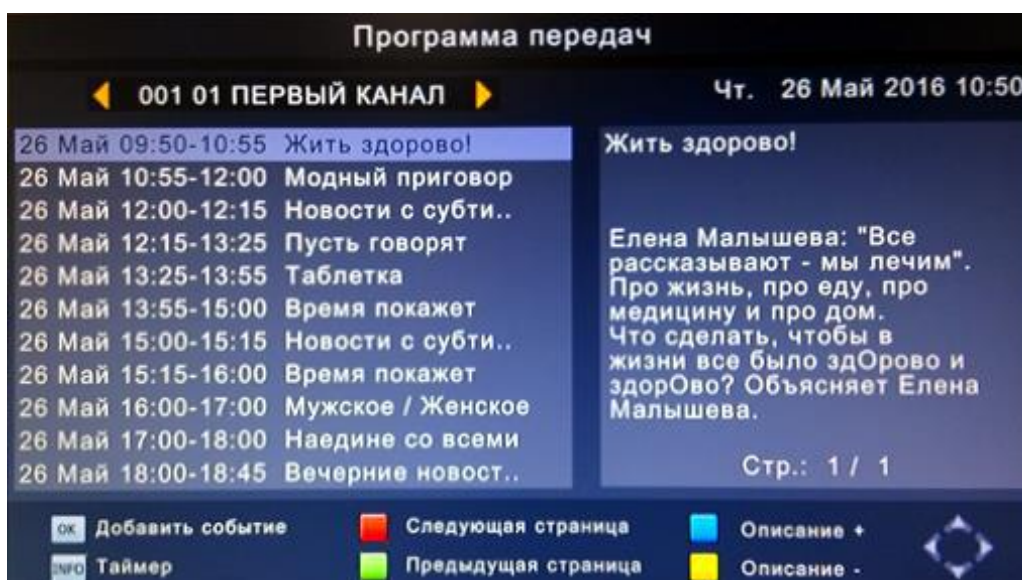 Программа передач
001 01 ПЕРВЫЙ КАНАЛ
Чт. 26 Май 2016 10:50
26 Май 09:50-10:55 Жить здорово!
26 Май 10:55-12:00 Модный приговор
26 Май 12:00-12:15 Новости с субти..
26 Май 12:15-13:25 Пусть говорят
26 Май 13:25-13:55 Таблетка
26 Май 13:55-15:00 Время покажет
26 Май 15:00-15:15 Новости с субти..
26 Май 15:15-16:00 Время покажет
26 Май 16:00-17:00 Мужское / Женское
26 Май 17:00-18:00 Наедине со всеми
26 Май 18:00-18:45 Вечерние новост..
Жить здорово!
Елена Малышева: "Все
рассказывают - мы лечим".
Про жизнь, про еду, про
медицину и про дом.
Что сделать, чтобы в
жизни все было здОрово и
здорОво? Объясняет Елена
Малышева.
Стр.: 1 / 1
OK Добавить событие
Следующая страница
Описание +
INFO Таймер
Предыдущая страница
Описание -